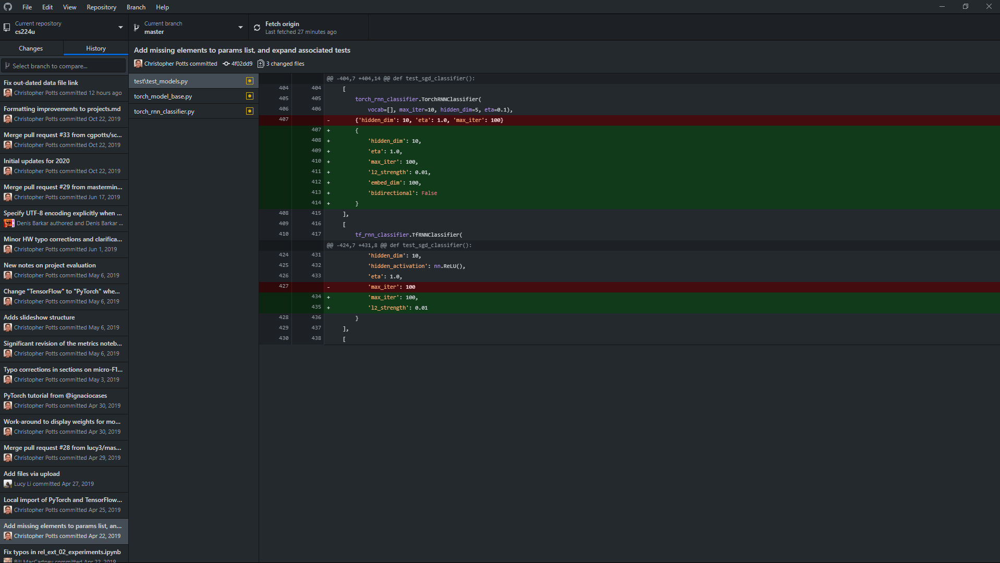 File Edit View Repository Branch Help
Current repository
cs224u
Current branch
master
Fetch origin
Last fetched 27 minutes ago
Changes
History
Select branch to compare...
Fix out-dated data file link
Christopher Potts committed 12 hours ago
Formatting improvements to projects.md
Christopher Potts committed Oct 22, 2019
Merge pull request #33 from cgpotts/sc...
Christopher Potts committed Oct 22, 2019
Initial updates for 2020
Christopher Potts committed Oct 22, 2019
Merge pull request #29 from mastermin...
Christopher Potts committed Jun 17, 2019
Specify UTF-8 encoding explicitly when ...
Denis Barkar authored and Denis Barkar ...
Minor HW typo corrections and clarifica...
Christopher Potts committed Jun 1, 2019
New notes on project evaluation
Christopher Potts committed May 6, 2019
Change "TensorFlow" to "PyTorch" whe...
Christopher Potts committed May 6, 2019
Adds slideshow structure
Christopher Potts committed May 6, 2019
Significant revision of the metrics noteb...
Christopher Potts committed May 6, 2019
Typo corrections in sections on micro-F1...
Christopher Potts committed May 3, 2019
PyTorch tutorial from @ignaciocases
Christopher Potts committed Apr 30, 2019
Work-around to display weights for mo...
Christopher Potts committed Apr 30, 2019
Merge pull request #28 from lucy3/mas...
Christopher Potts committed Apr 29, 2019
Add files via upload
Lucy Li committed Apr 27, 2019
Local import of PyTorch and TensorFlow...
Christopher Potts committed Apr 25, 2019
Add missing elements to params list, an...
Christopher Potts committed Apr 22, 2019
Fix typos in rel_ext_02_experiments.ipynb
Bill MacCartney committed Apr 22, 2019
Add missing elements to params list, and expand associated tests
Christopher Potts committed 4f02dd9 3 changed files
test\test_models.py
torch_model_base.py
torch_rnn_classifier.py
@@ -404,7 +404,14 @@ def test_sgd_classifier():
404 404 [
405 405 torch_rnn_classifier.TorchRNNClassifier(
406 406 vocab=[], max_iter=10, hidden_dim=5, eta=0.1),
407 - {'hidden_dim': 10, 'eta': 1.0, 'max_iter': 100}
407 + {
408 + 'hidden_dim': 10,
409 + 'eta': 1.0,
410 + 'max_iter': 100,
411 + 'l2_strength': 0.01,
412 + 'embed_dim': 100,
413 + 'bidirectional': False
414 + }
408 415 ],
409 416 [
410 417 tf_rnn_classifier.TfRNNClassifier(
@@ -424,7 +431,8 @@ def test_sgd_classifier():
424 431 'hidden_dim': 10,
425 432 'hidden_activation': nn.ReLU(),
426 433 'eta': 1.0,
427 - 'max_iter': 100
434 + 'max_iter': 100,
435 + 'l2_strength': 0.01
428 436 }
429 437 ],
430 438 [